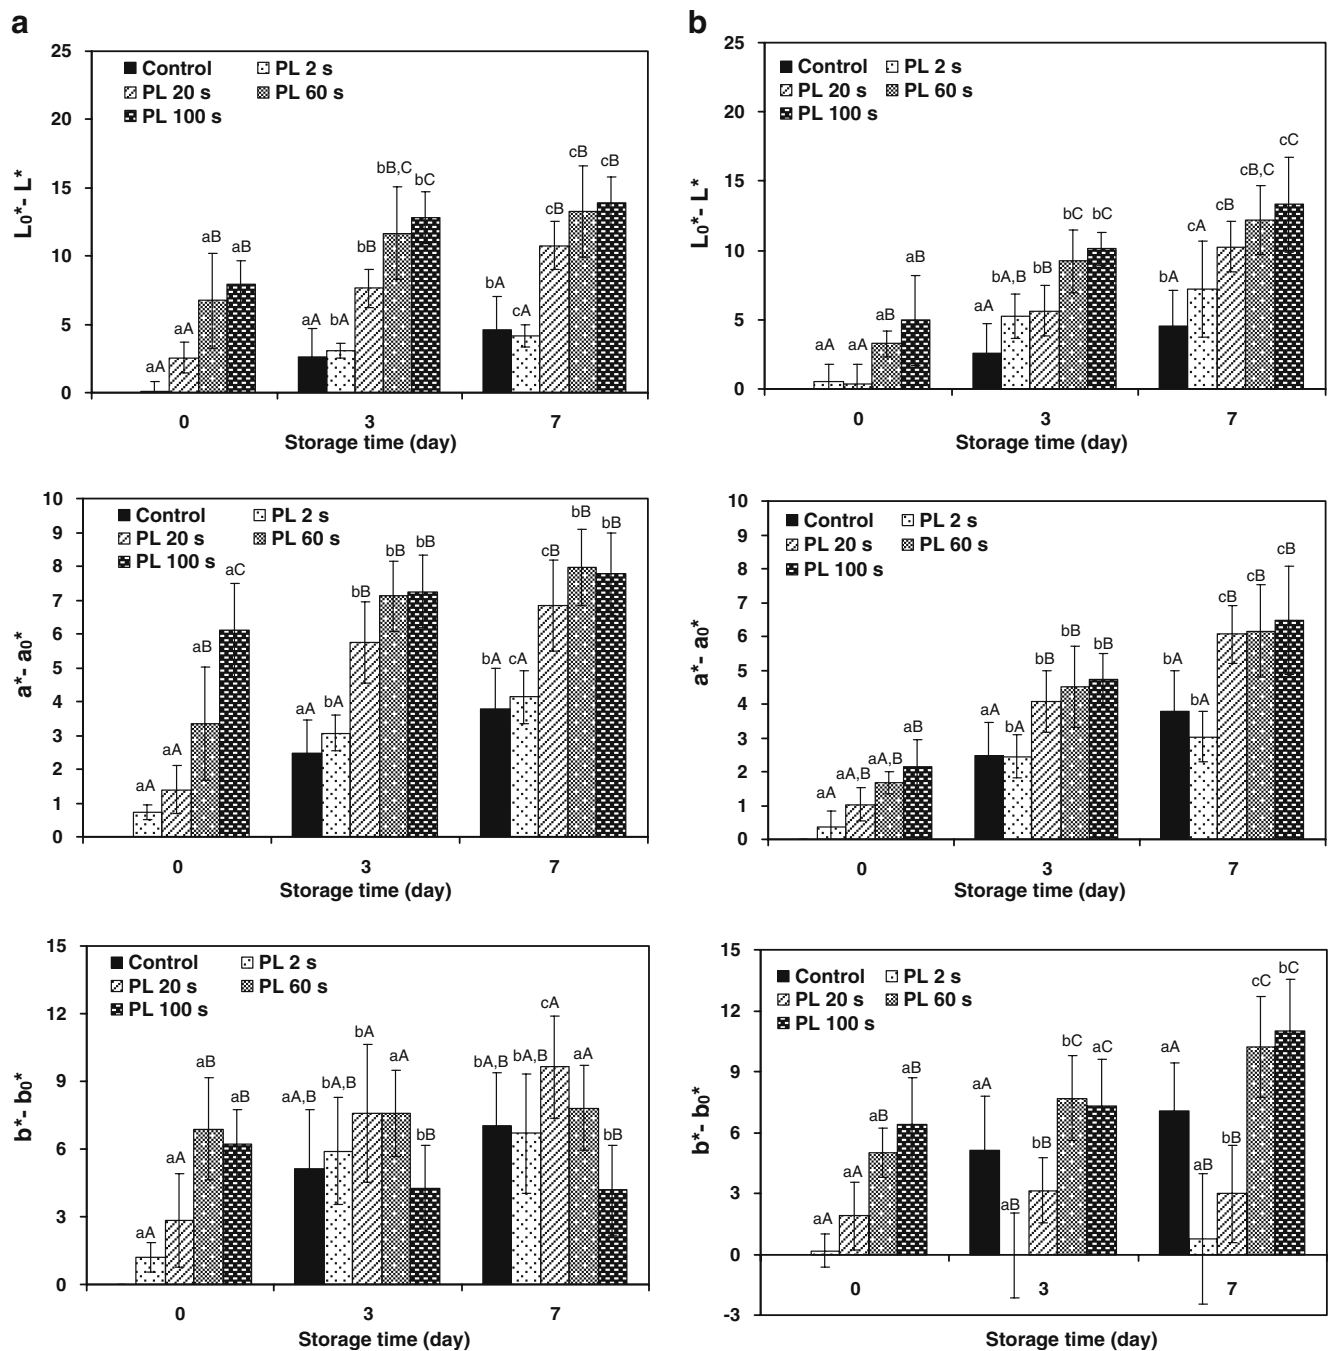 a
25
20
15
10
5
0
L0*- L*
Control PL 2 s
PL 20 s PL 60 s
PL 100 s
aA aA aB aB
aA bA bB bB,C bC
bA cA cB cB cB
0 3 7
Storage time (day)
b
25
20
15
10
5
0
L0*- L*
Control PL 2 s
PL 20 s PL 60 s
PL 100 s
aA aA aB aB
aA bA,B bB bC bC
bA cA cB cB,C cC
0 3 7
Storage time (day)
10
9
8
7
6
5
4
3
2
1
0
a*- a0*
Control PL 2 s
PL 20 s PL 60 s
PL 100 s
aA aA aB aC
aA bA bB bB bB
bA cA cB bB bB
0 3 7
Storage time (day)
10
9
8
7
6
5
4
3
2
1
0
a*- a0*
Control PL 2 s
PL 20 s PL 60 s
PL 100 s
aA aA,B aA,B aB
aA bA bB bB bB
bA bA cB cB cB
0 3 7
Storage time (day)
15
12
9
6
3
0
b*- b0*
Control PL 2 s
PL 20 s PL 60 s
PL 100 s
aA aA aB aB
aA,B bA,B bA aA bB
bA,B bA,B cA aA bB
0 3 7
Storage time (day)
15
12
9
6
3
0
-3
b*- b0*
Control PL 2 s
PL 20 s PL 60 s
PL 100 s
aA aA aB aB
aA aB bB bC aC
aA aB bB cC bC
0 3 7
Storage time (day)